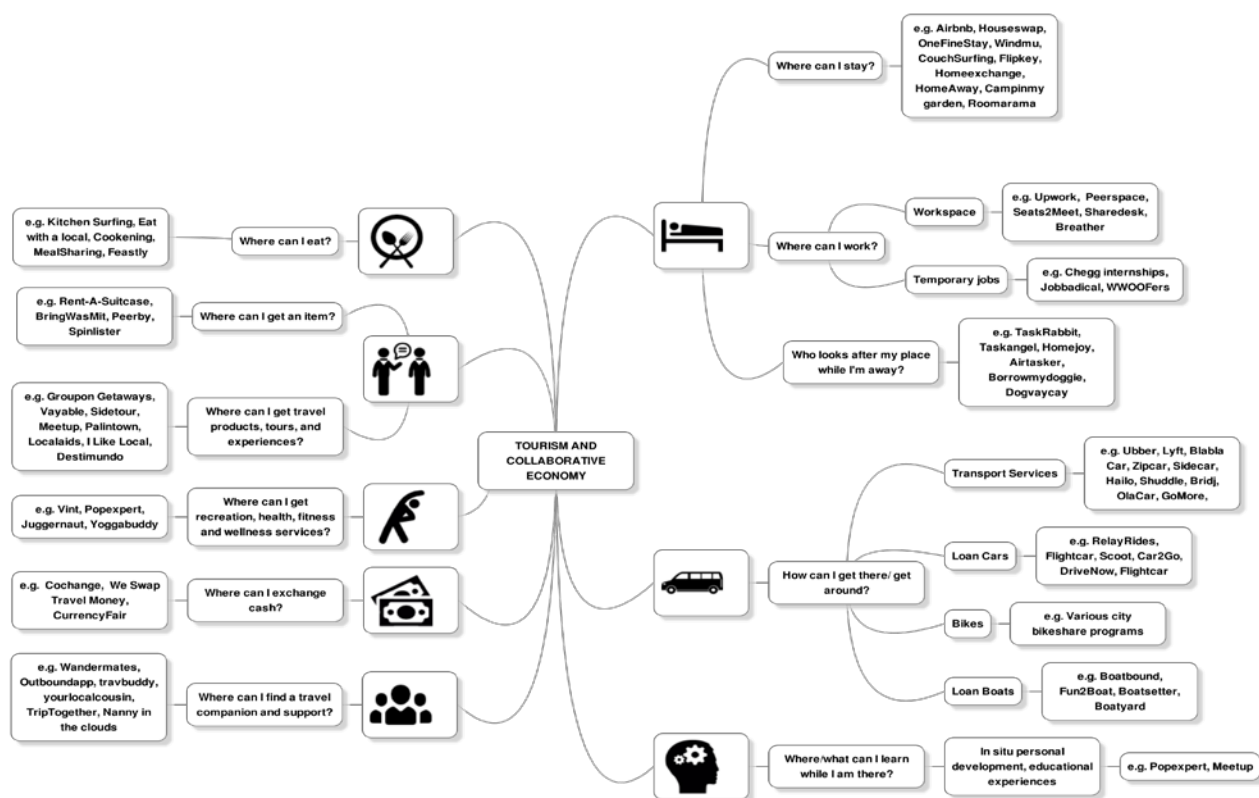 TOURISM AND
COLLABORATIVE
ECONOMY
Where can I eat?
e.g. Kitchen Surfing, Eat
with a local, Cookening,
MealSharing, Feastly
Where can I get an item?
e.g. Rent-A-Suitcase,
BringWasMit, Peerby,
Spinlister
Where can I get travel
products, tours, and
experiences?
e.g. Groupon Getaways,
Vayable, Sidetour,
Meetup, Palintown,
Localaids, I Like Local,
Destimundo
Where can I get
recreation, health, fitness
and wellness services?
e.g. Vint, Popexpert,
Juggernaut, Yoggabuddy
Where can I exchange
cash?
e.g. Cochange, We Swap
Travel Money,
CurrencyFair
Where can I find a travel
companion and support?
e.g. Wandermates,
Outboundapp, travbuddy,
yourlocalcousin,
TripTogether, Nanny in
the clouds
Where can I stay?
e.g. Airbnb, Houseswap,
OneFineStay, Windmu,
CouchSurfing, Flipkey,
Homeexchange,
HomeAway, Campinmy
garden, Roomarama
Where can I work?
Workspace
e.g. Upwork, Peerspace,
Seats2Meet, Sharedesk,
Breather
Temporary jobs
e.g. Chegg internships,
Jobbadical, WWOOFers
Who looks after my place
while I'm away?
e.g. TaskRabbit,
Taskangel, Homejoy,
Airtasker,
Borrowmydoggie,
Dogvaycay
How can I get there/ get
around?
Transport Services
e.g. Ubber, Lyft, Blabla
Car, Zipcar, Sidecar,
Hailo, Shuddle, Bridj,
OlaCar, GoMore,
Loan Cars
e.g. RelayRides,
Flightcar, Scoot, Car2Go,
DriveNow, Flightcar
Bikes
e.g. Various city
bikeshare programs
Loan Boats
e.g. Boatbound,
Fun2Boat, Boatsetter,
Boatyard
Where/what can I learn
while I am there?
In situ personal
development, educational
experiences
e.g. Popexpert, Meetup